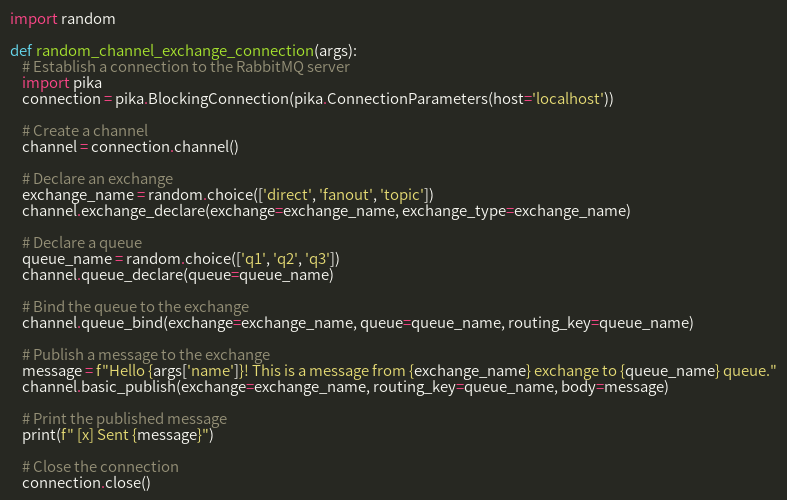 import random
def random_channel_exchange_connection(args):
# Establish a connection to the RabbitMQ server
import pika
connection = pika.BlockingConnection(pika.ConnectionParameters(host='localhost'))
# Create a channel
channel = connection.channel()
# Declare an exchange
exchange_name = random.choice(['direct', 'fanout', 'topic'])
channel.exchange_declare(exchange=exchange_name, exchange_type=exchange_name)
# Declare a queue
queue_name = random.choice(['q1', 'q2', 'q3'])
channel.queue_declare(queue=queue_name)
# Bind the queue to the exchange
channel.queue_bind(exchange=exchange_name, queue=queue_name, routing_key=queue_name)
# Publish a message to the exchange
message = f"Hello {args['name']}! This is a message from {exchange_name} exchange to {queue_name} queue."
channel.basic_publish(exchange=exchange_name, routing_key=queue_name, body=message)
# Print the published message
print(f" [x] Sent {message}")
# Close the connection
connection.close()